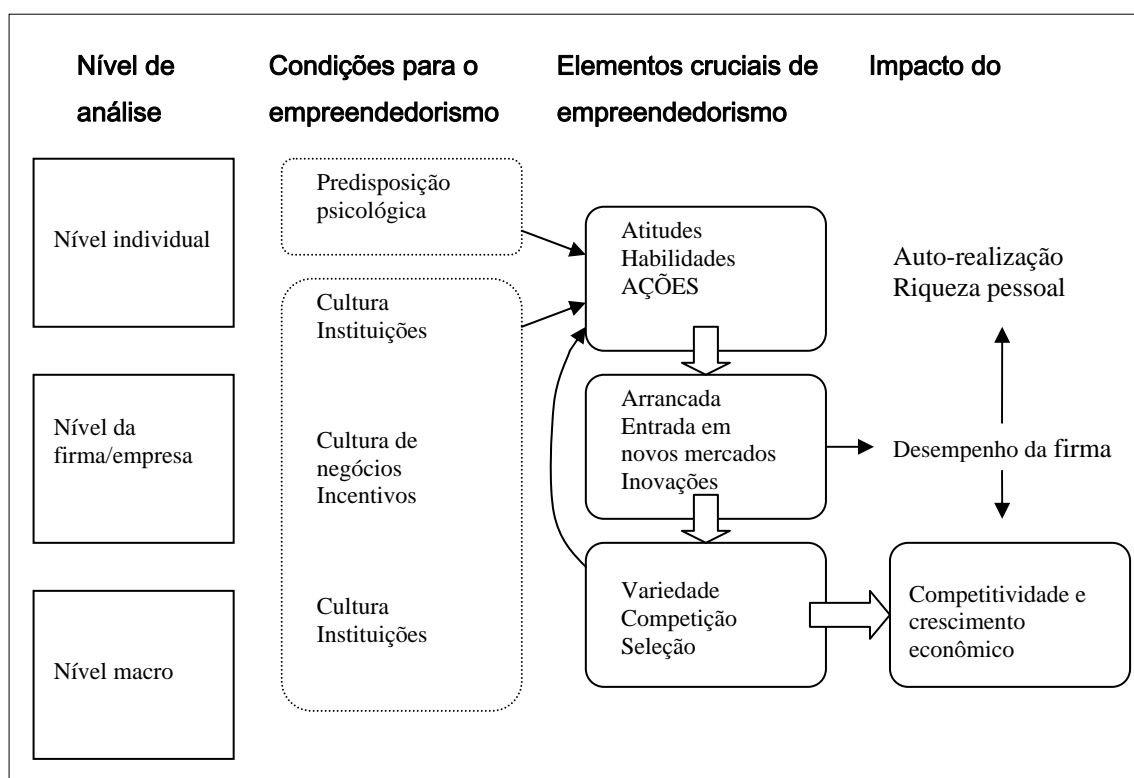 Nível de
análise
Condições para o
empreendedorismo
Elementos cruciais de
empreendedorismo
Impacto do
Nível individual
Predisposição
psicológica
Cultura
Instituições
Atitudes
Habilidades
AÇÕES
Auto-realização
Riqueza pessoal
Nível da
firma/empresa
Cultura de
negócios
Incentivos
Arrancada
Entrada em
novos mercados
Inovações
Desempenho da firma
Nível macro
Cultura
Instituições
Variedade
Competição
Seleção
Competitividade e
crescimento
econômico